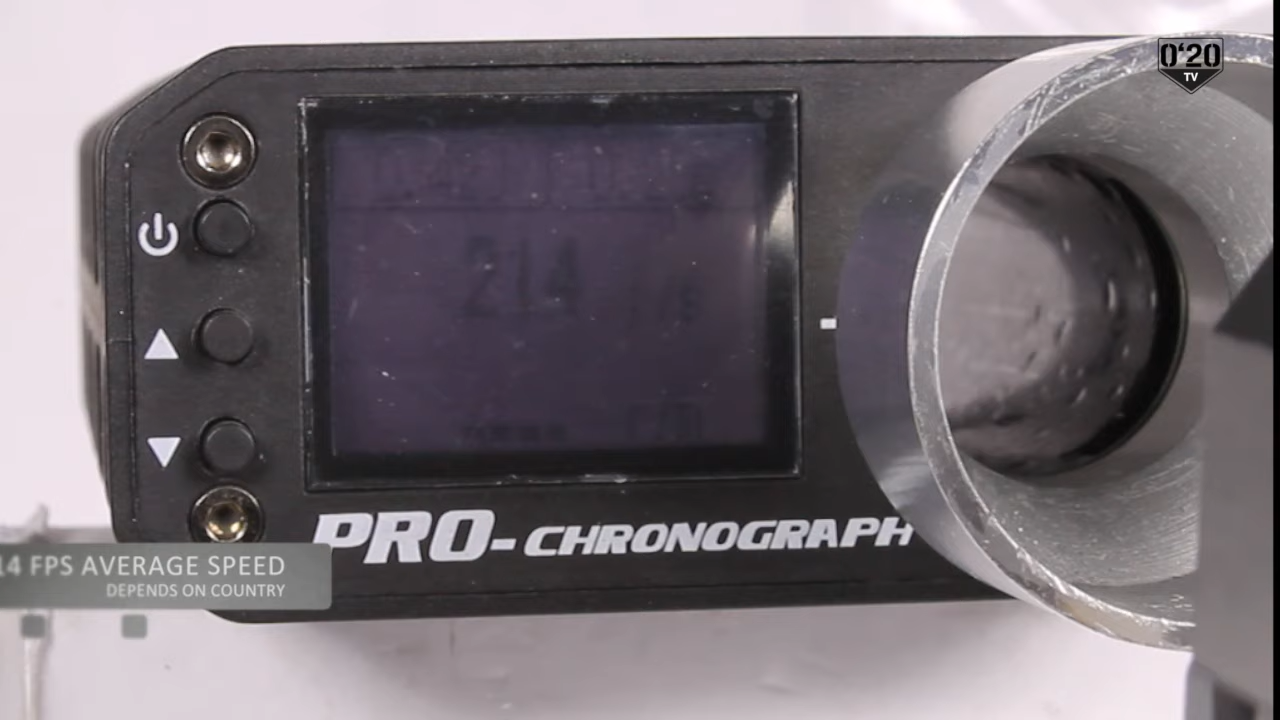 0'20
TV
214
PRO-CHRONOGRAPH
14 FPS AVERAGE SPEED
DEPENDS ON COUNTRY